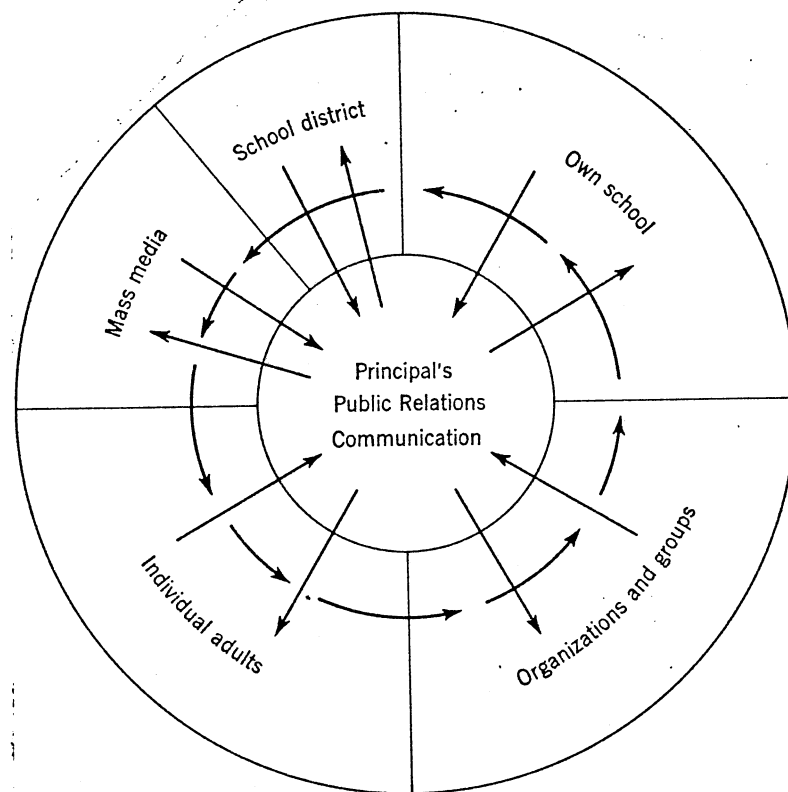 School district
Own school
Mass media
Principal's
Public Relations
Communication
Individual adults
Organizations and groups